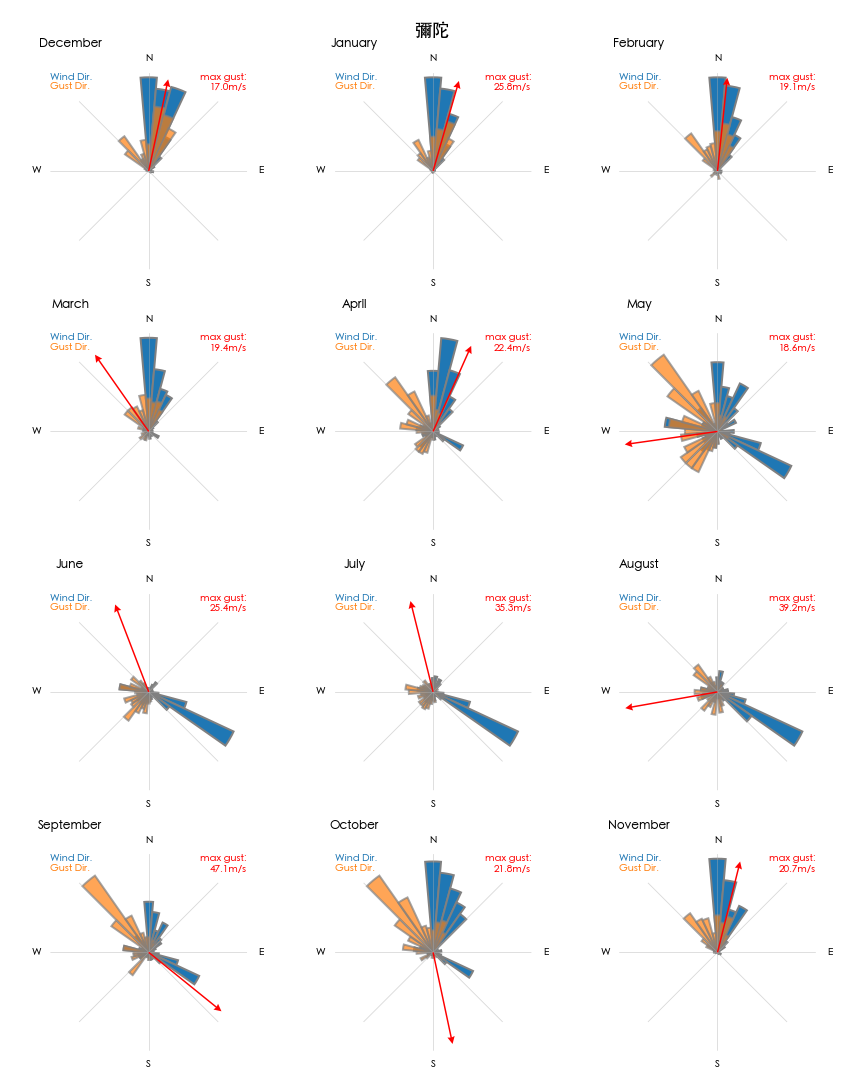 彌陀
December
N
Wind Dir.
Gust Dir.
max gust:
17.0m/s
W
E
S
January
N
Wind Dir.
Gust Dir.
max gust:
25.8m/s
W
E
S
February
N
Wind Dir.
Gust Dir.
max gust:
19.1m/s
W
E
S
March
N
Wind Dir.
Gust Dir.
max gust:
19.4m/s
W
E
S
April
N
Wind Dir.
Gust Dir.
max gust:
22.4m/s
W
E
S
May
N
Wind Dir.
Gust Dir.
max gust:
18.6m/s
W
E
S
June
N
Wind Dir.
Gust Dir.
max gust:
25.4m/s
W
E
S
July
N
Wind Dir.
Gust Dir.
max gust:
35.3m/s
W
E
S
August
N
Wind Dir.
Gust Dir.
max gust:
39.2m/s
W
E
S
September
N
Wind Dir.
Gust Dir.
max gust:
47.1m/s
W
E
S
October
N
Wind Dir.
Gust Dir.
max gust:
21.8m/s
W
E
S
November
N
Wind Dir.
Gust Dir.
max gust:
20.7m/s
W
E
S